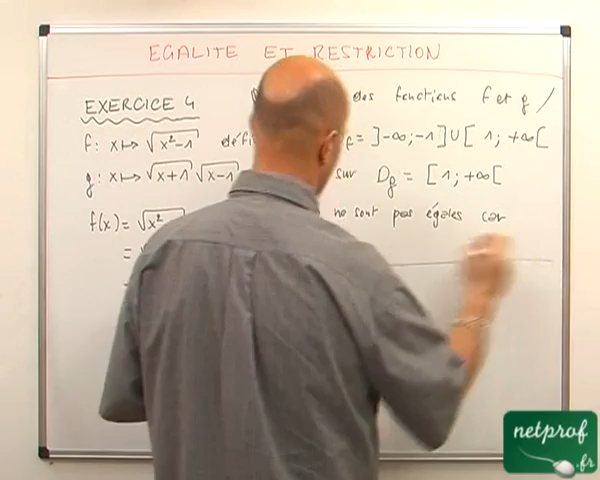 EGALITE ET RESTRICTION
EXERCICE 4 des fonctions f et g /
f: x ↦ √(x²-1) défi = ]-∞;-1]∪[1;+∞[
g: x ↦ √(x+1) √(x-1) sur Dg = [1;+∞[
f(x) = √x² ne sont pas égales car
=
netprof
.fr